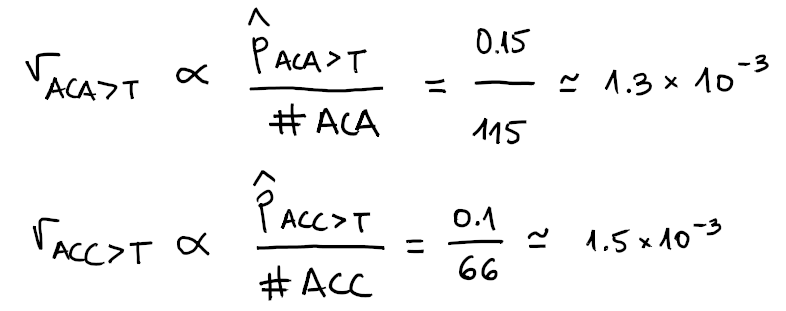 r_ACA>T ∝ p̂_ACA>T / # ACA = 0.15 / 115 ≃ 1.3 × 10^-3
r_ACC>T ∝ p̂_ACC>T / # ACC = 0.1 / 66 ≃ 1.5 × 10^-3